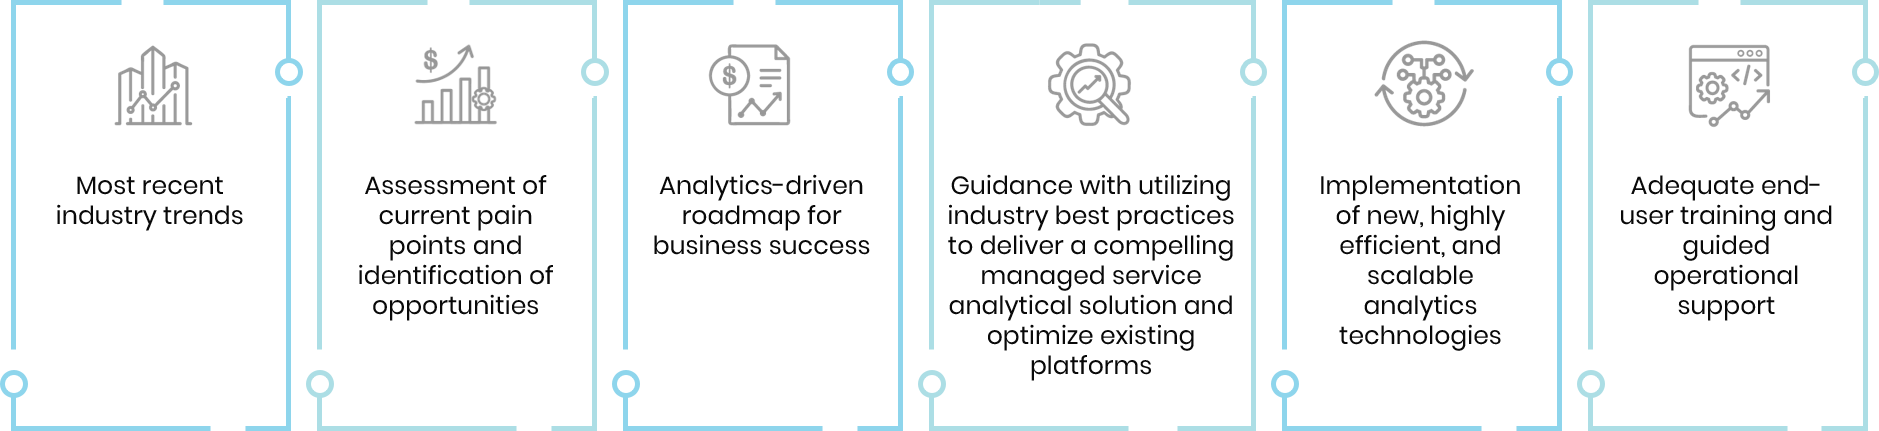 Most recent
industry trends
Assessment of
current pain
points and
identification of
opportunities
Analytics-driven
roadmap for
business success
Guidance with utilizing
industry best practices
to deliver a compelling
managed service
analytical solution and
optimize existing
platforms
Implementation
of new, highly
efficient, and
scalable
analytics
technologies
Adequate end-
user training and
guided
operational
support